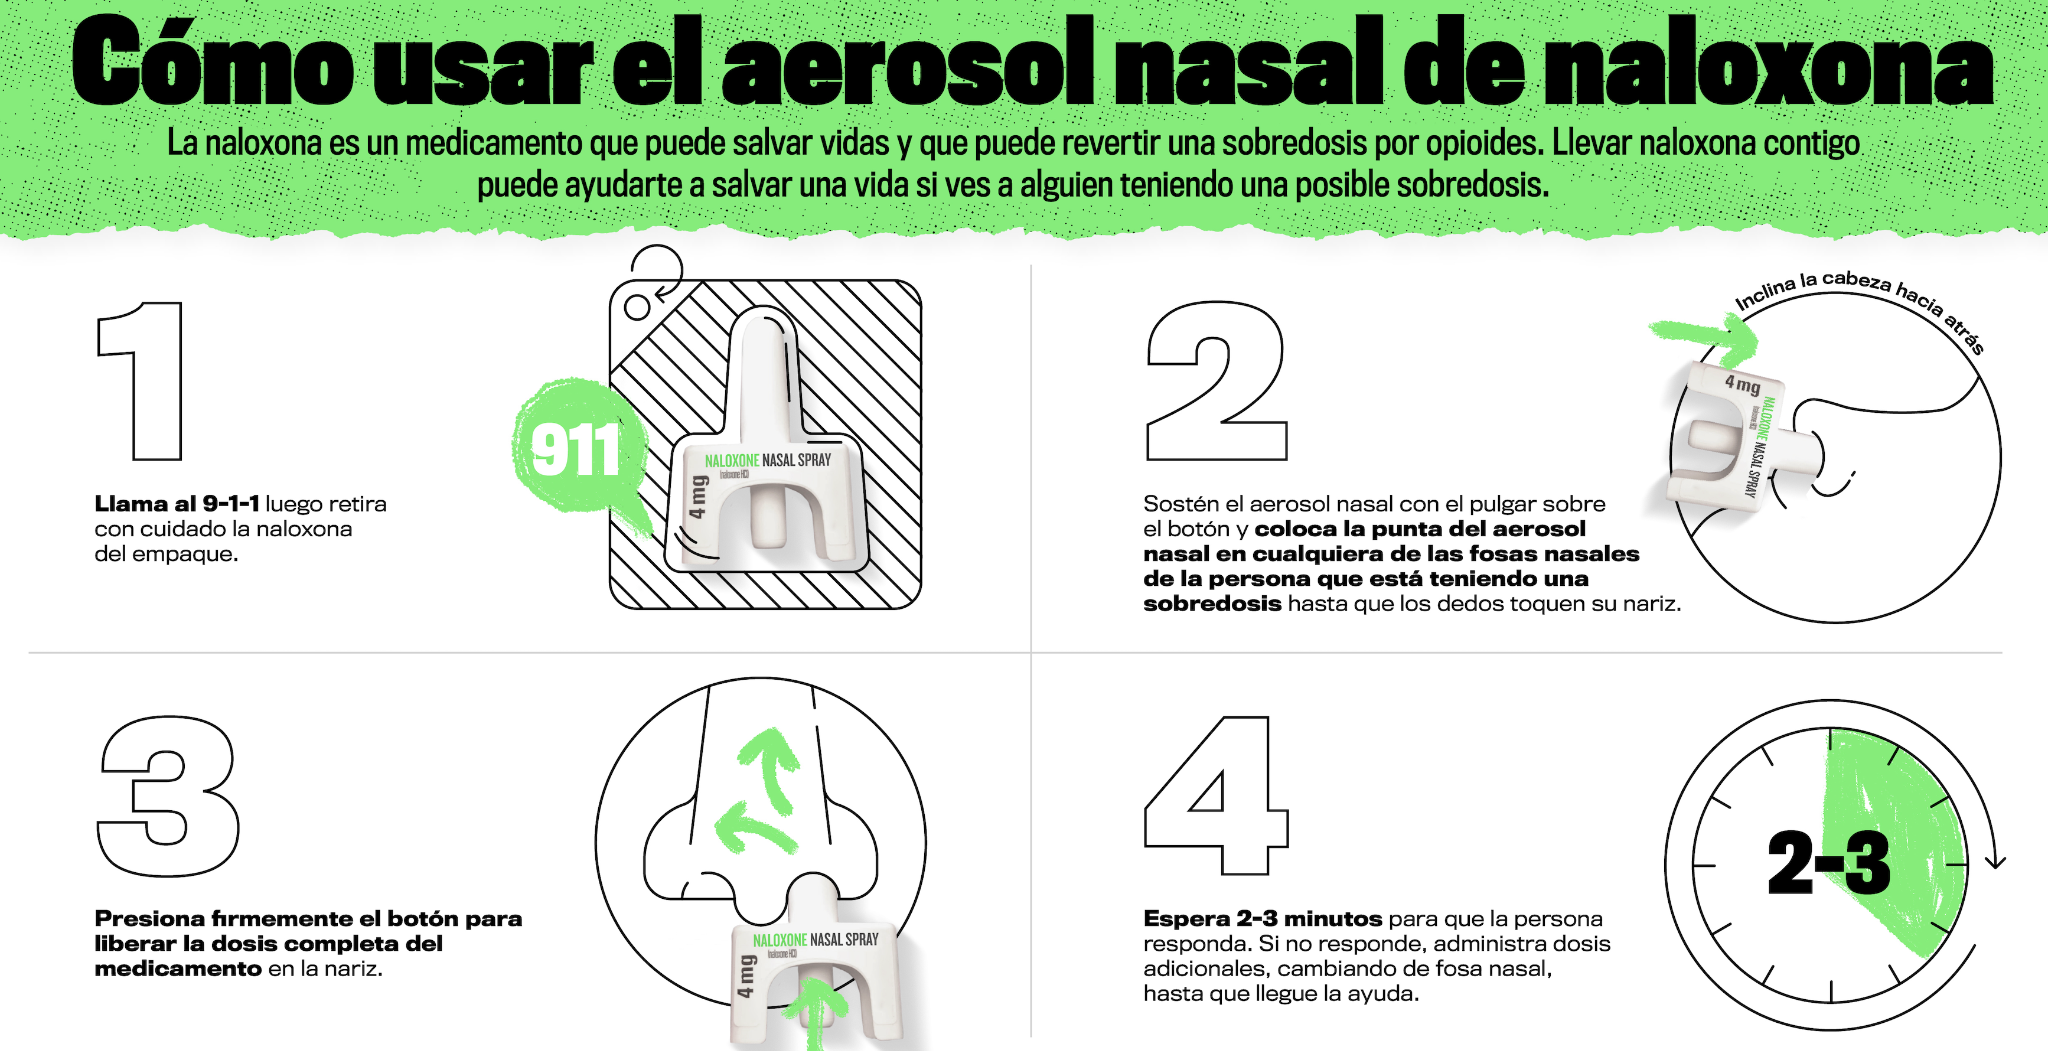 Cómo usar el aerosol nasal de naloxona
La naloxona es un medicamento que puede salvar vidas y que puede revertir una sobredosis por opioides. Llevar naloxona contigo
puede ayudarte a salvar una vida si ves a alguien teniendo una posible sobredosis.
1
Llama al 9-1-1 luego retira
con cuidado la naloxona
del empaque.
911
NALOXONE NASAL SPRAY
(naloxone HCl)
4 mg
2
Sostén el aerosol nasal con el pulgar sobre
el botón y coloca la punta del aerosol
nasal en cualquiera de las fosas nasales
de la persona que está teniendo una
sobredosis hasta que los dedos toquen su nariz.
Inclina la cabeza hacia atrás
4 mg
NALOXONE NASAL SPRAY
(naloxone HCl)
3
Presiona firmemente el botón para
liberar la dosis completa del
medicamento en la nariz.
NALOXONE NASAL SPRAY
(naloxone HCl)
4 mg
4
Espera 2-3 minutos para que la persona
responda. Si no responde, administra dosis
adicionales, cambiando de fosa nasal,
hasta que llegue la ayuda.
2-3